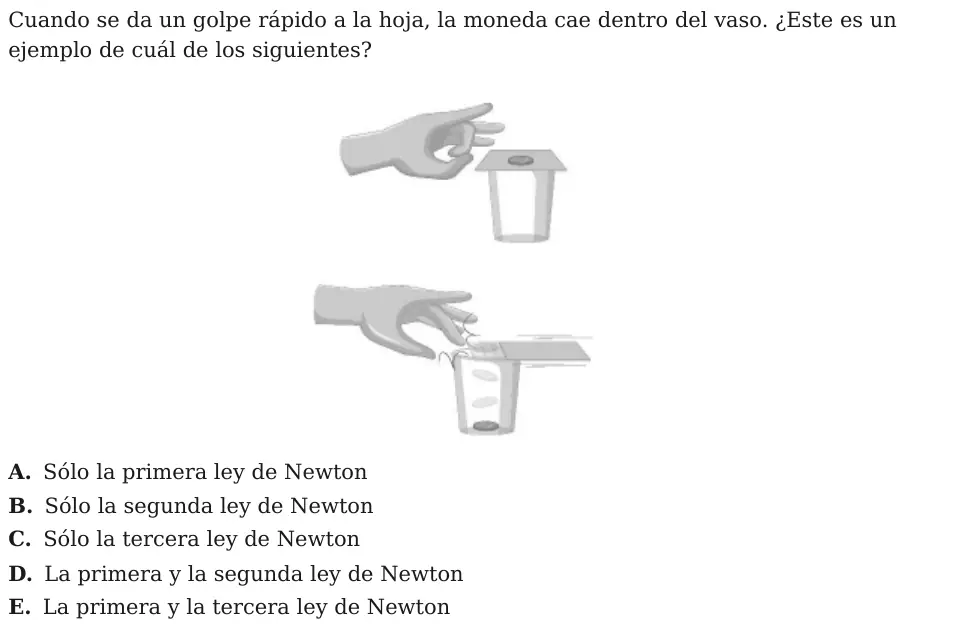 Cuando se da un golpe rápido a la hoja, la moneda cae dentro del vaso. ¿Este es un
ejemplo de cuál de los siguientes?
A. Sólo la primera ley de Newton
B. Sólo la segunda ley de Newton
C. Sólo la tercera ley de Newton
D. La primera y la segunda ley de Newton
E. La primera y la tercera ley de Newton